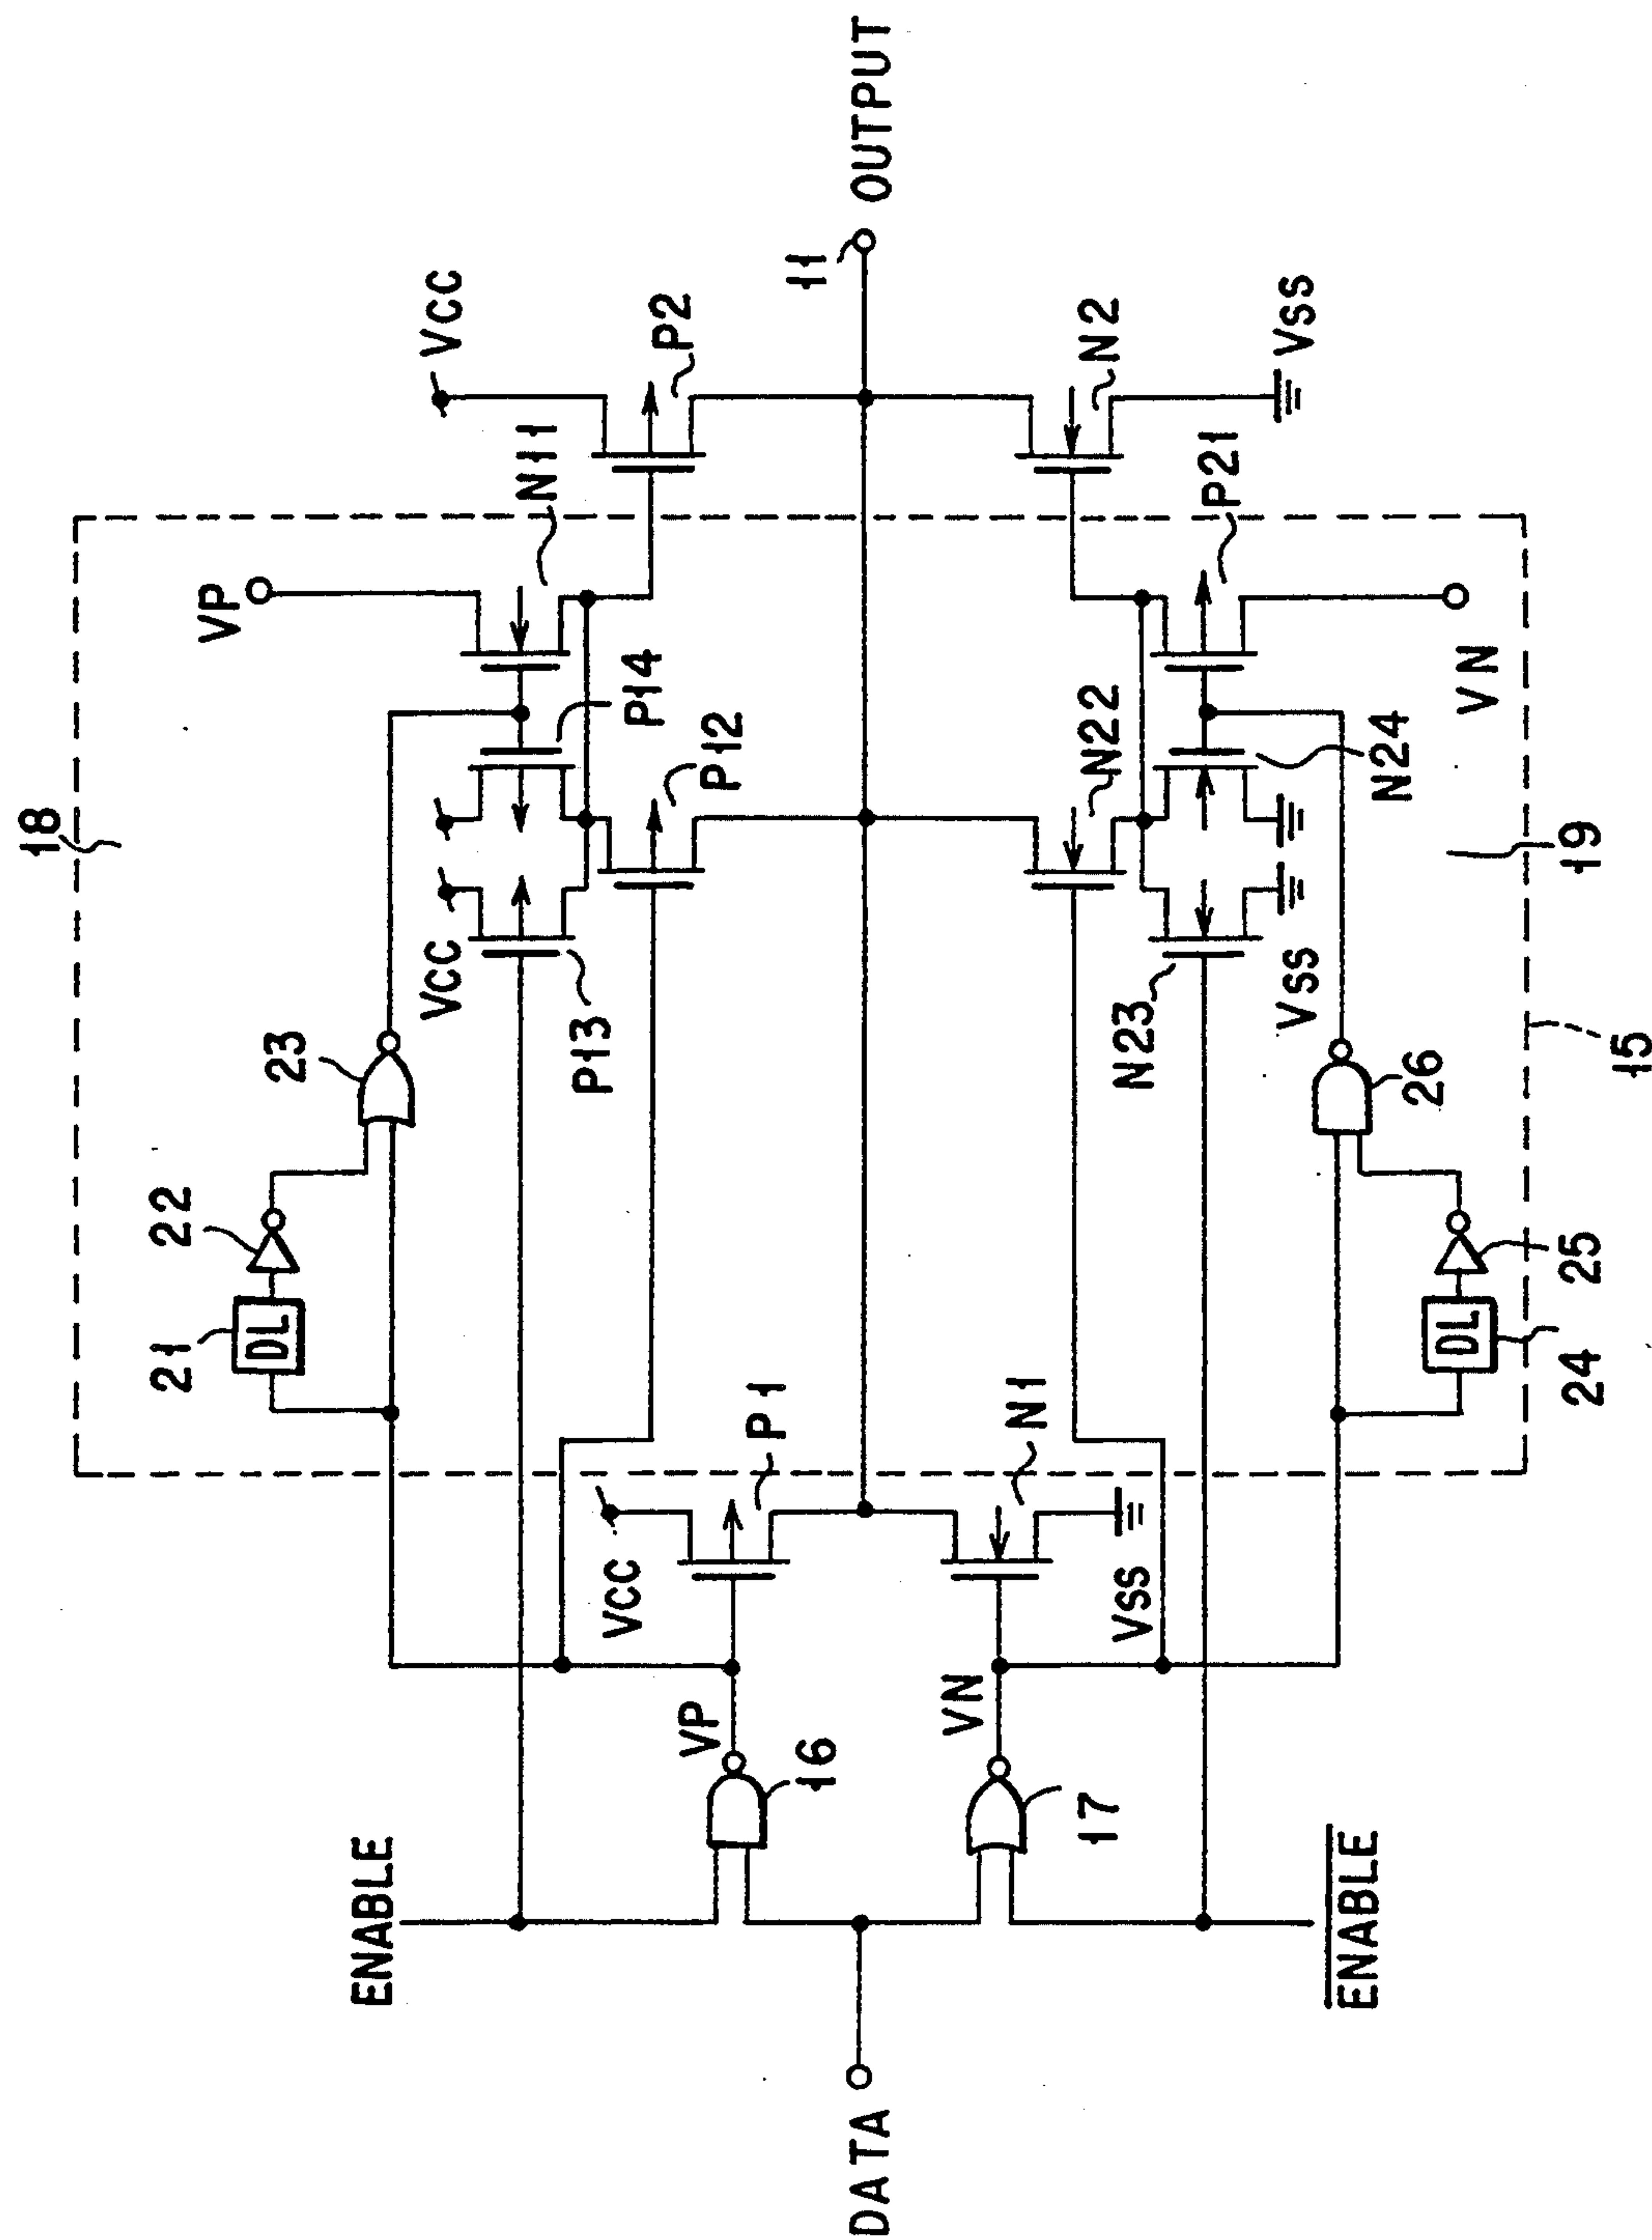 18
VP
VCC
N11
P14
P2
P12
VCC
P13
23
22
21
DL
ENABLE
VCC
P1
VP
16
DATA
11
OUTPUT
VN
17
N1
VSS
ENABLE
N22
N2
VSS
P21
N24
VN
N23
VSS
26
25
24
DL
19
15